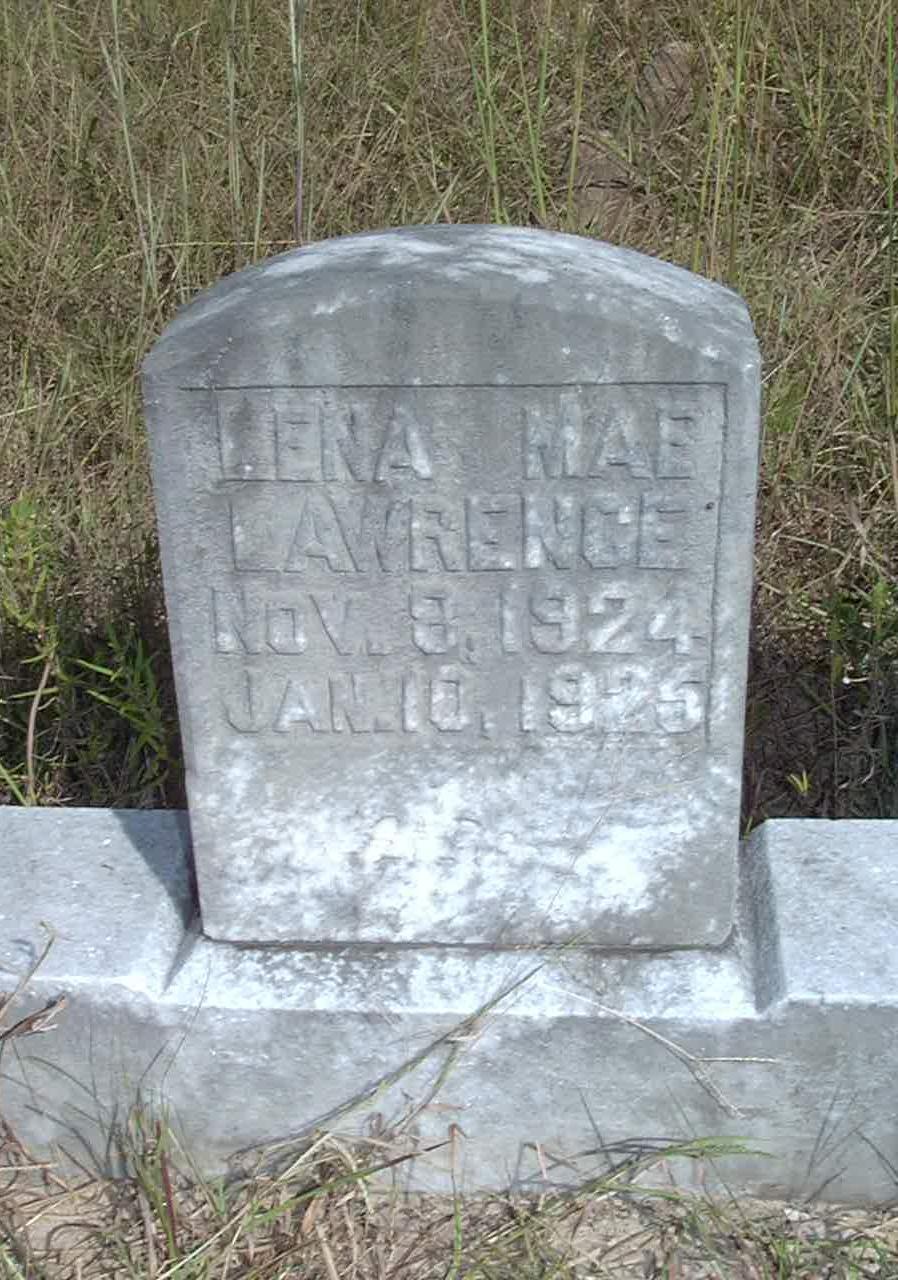 LENA MAE
LAWRENCE
NOV. 8, 1924
JAN. 10, 1925